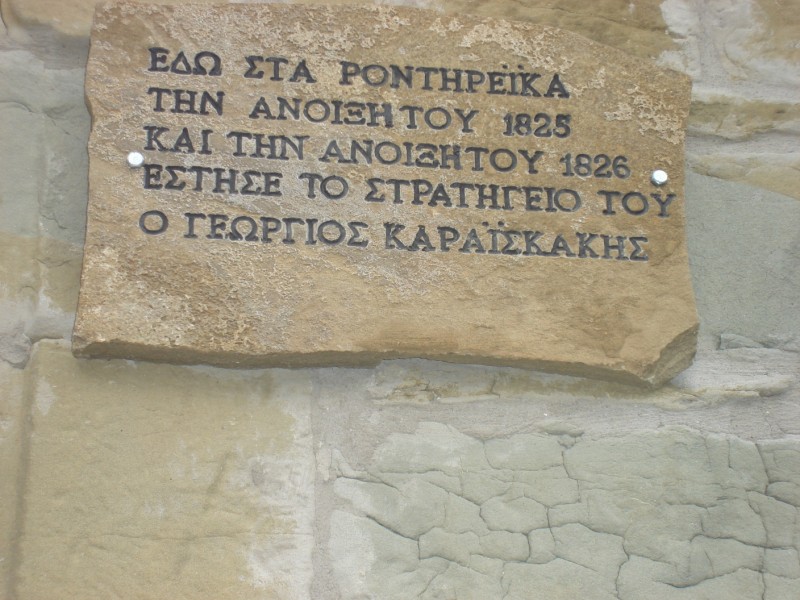 ΕΔΩ ΣΤΑ ΡΟΝΤΗΡΕΪΚΑ
ΤΗΝ ΑΝΟΙΞΗ ΤΟΥ 1825
ΚΑΙ ΤΗΝ ΑΝΟΙΞΗ ΤΟΥ 1826
ΕΣΤΗΣΕ ΤΟ ΣΤΡΑΤΗΓΕΙΟ ΤΟΥ
Ο ΓΕΩΡΓΙΟΣ ΚΑΡΑΪΣΚΑΚΗΣ